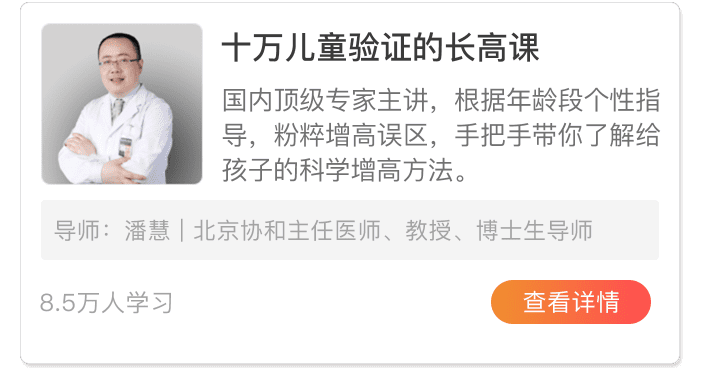 十万儿童验证的长高课
国内顶级专家主讲，根据年龄段个性指
导，粉粹增高误区，手把手带你了解给
孩子的科学增高方法。
导师：潘慧｜北京协和主任医师、教授、博士生导师
8.5万人学习
查看详情